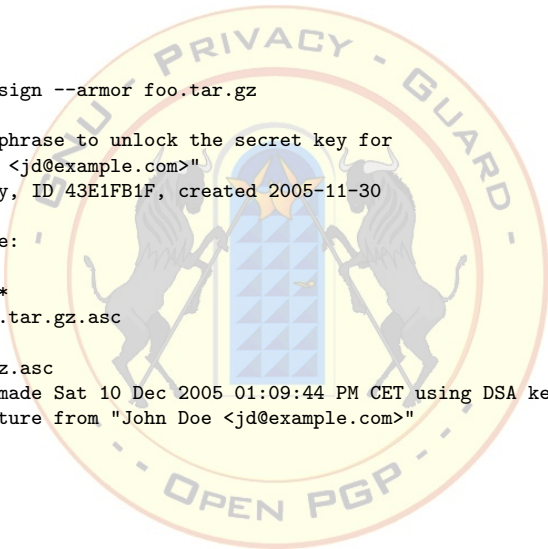 sign --armor foo.tar.gz
phrase to unlock the secret key for
<jd@example.com>"
y, ID 43E1FB1F, created 2005-11-30
e:
*
.tar.gz.asc
z.asc
made Sat 10 Dec 2005 01:09:44 PM CET using DSA ke
ture from "John Doe <jd@example.com>"
GNU - PRIVACY - GUARD
OPEN PGP